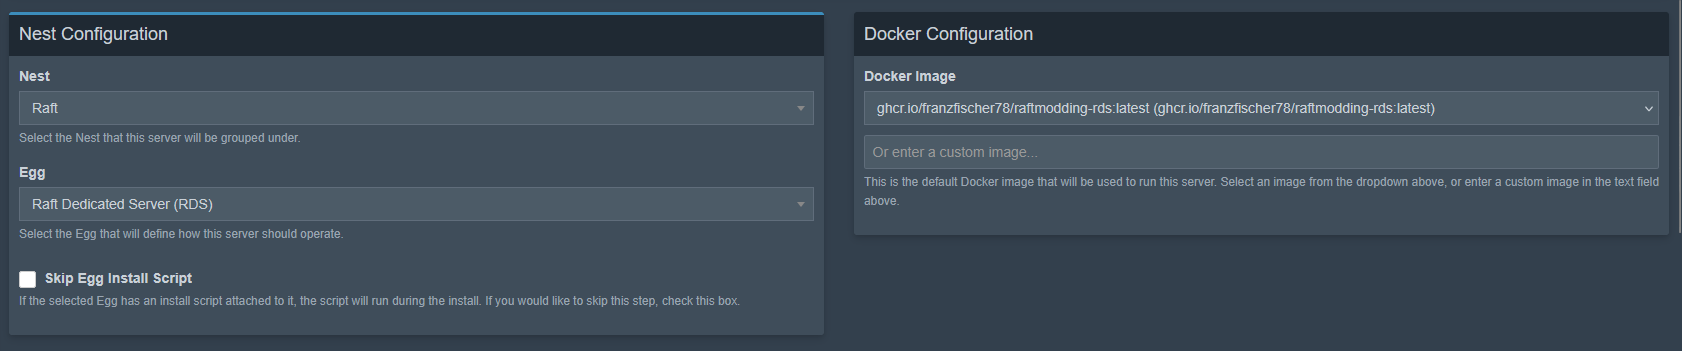 Nest Configuration
Nest
Raft
Select the Nest that this server will be grouped under.
Egg
Raft Dedicated Server (RDS)
Select the Egg that will define how this server should operate.
Skip Egg Install Script
If the selected Egg has an install script attached to it, the script will run during the install. If you would like to skip this step, check this box.
Docker Configuration
Docker Image
ghcr.io/franzfischer78/raftmodding-rds:latest (ghcr.io/franzfischer78/raftmodding-rds:latest)
Or enter a custom image...
This is the default Docker image that will be used to run this server. Select an image from the dropdown above, or enter a custom image in the text field
above.